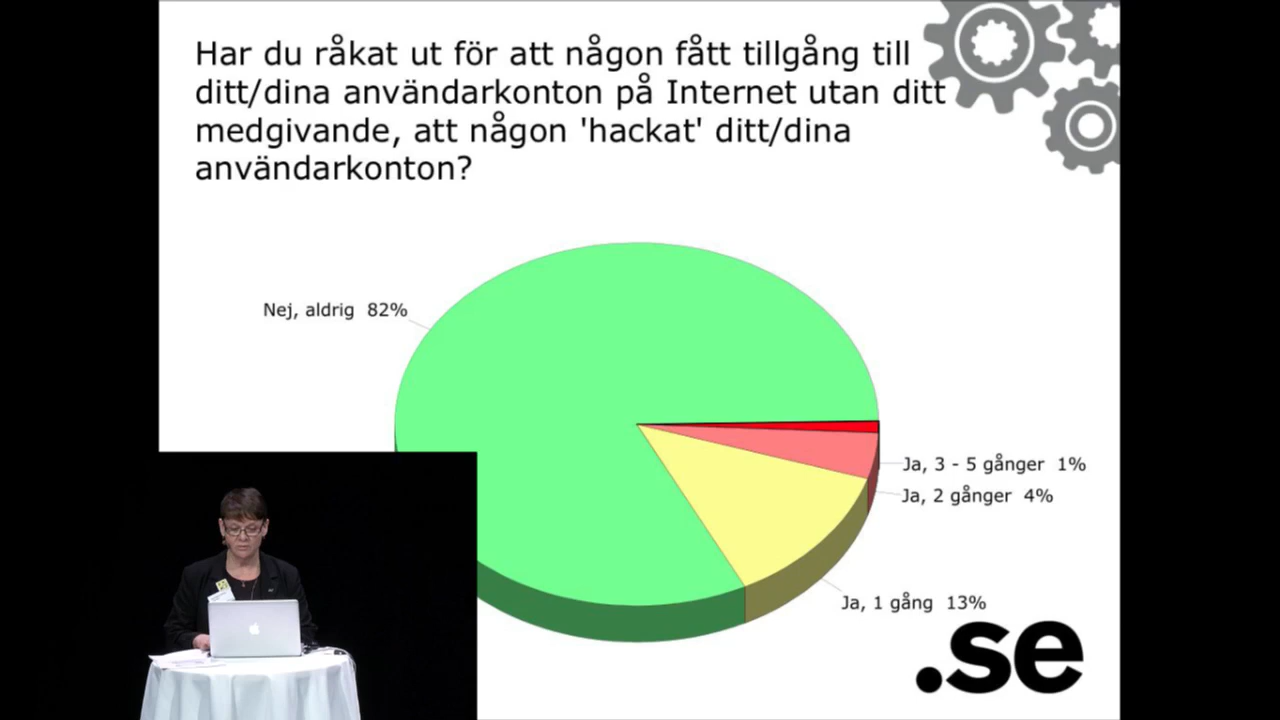 Har du råkat ut för att någon fått tillgång till
ditt/dina användarkonton på Internet utan ditt
medgivande, att någon 'hackat' ditt/dina
användarkonton?
Nej, aldrig 82%
Ja, 3 - 5 gånger 1%
Ja, 2 gånger 4%
Ja, 1 gång 13%
.se